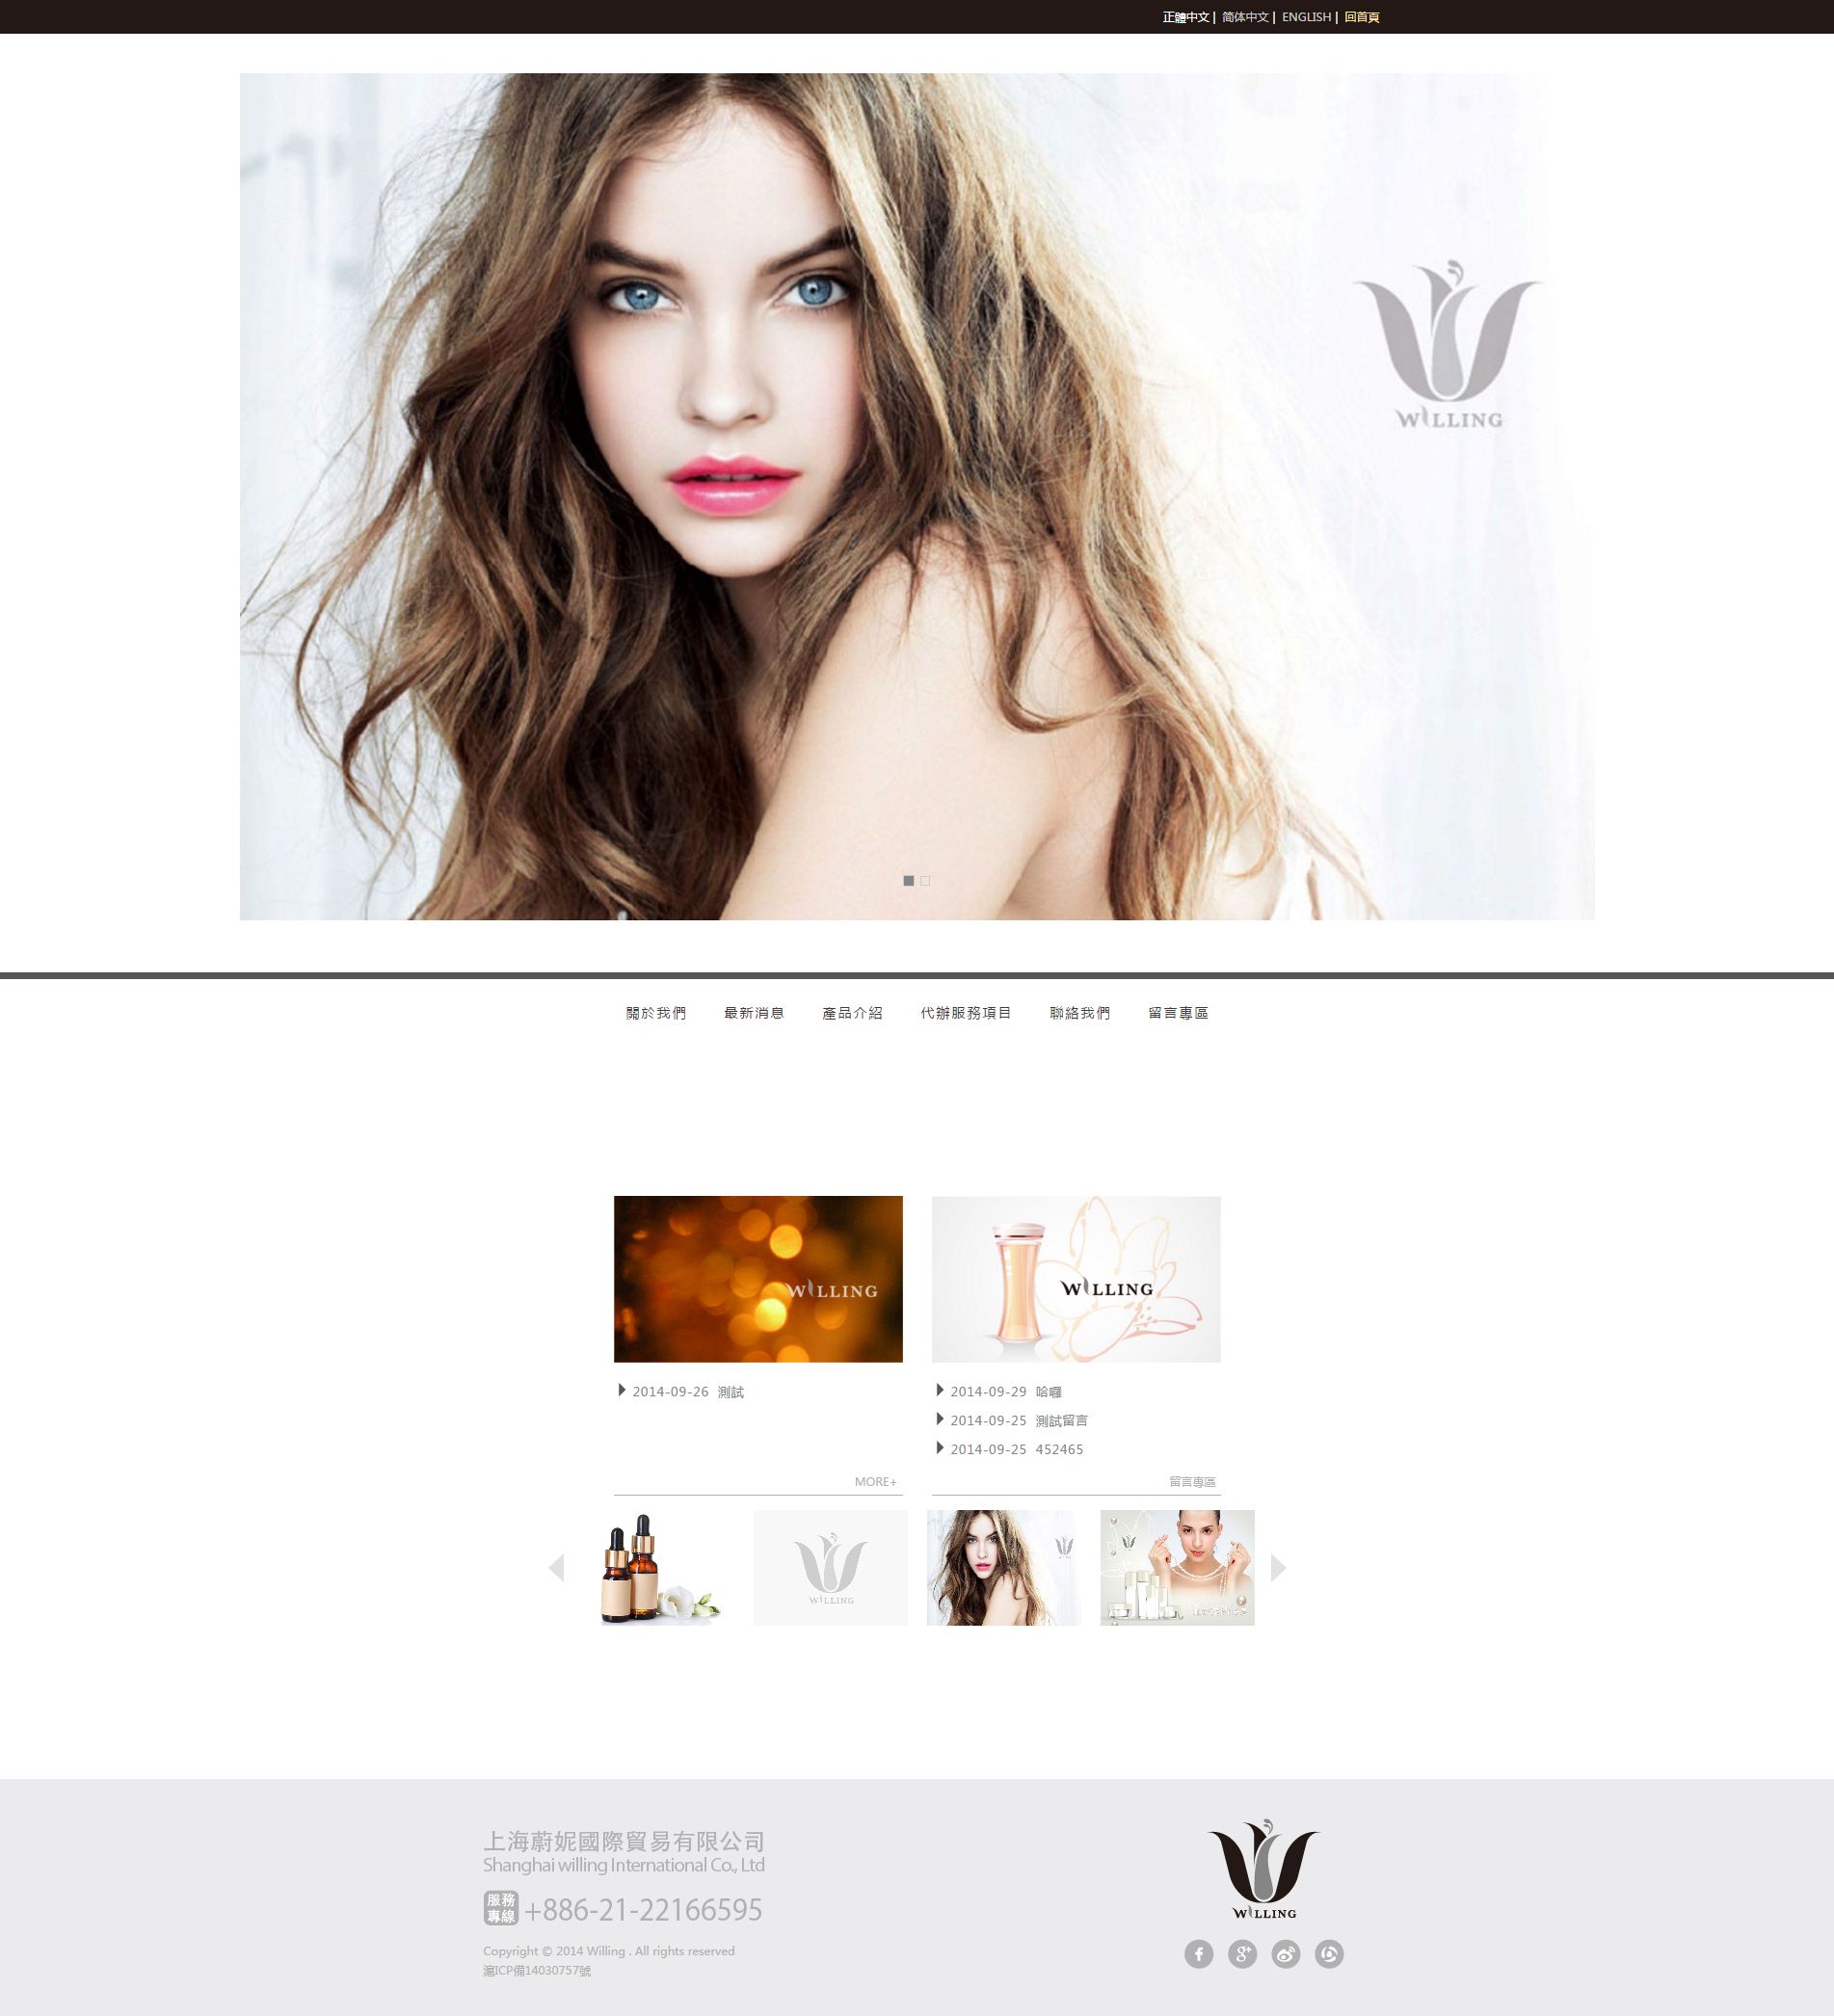 正體中文 | 简体中文 | ENGLISH | 回首頁
WILLING
關於我們 最新消息 產品介紹 代辦服務項目 聯絡我們 留言專區
WILLING
WILLING
2014-09-26 測試
2014-09-29 哈囉
2014-09-25 測試留言
2014-09-25 452465
MORE+
留言專區
WILLING
上海蔚妮國際貿易有限公司
Shanghai willing International Co., Ltd
服務專線 +886-21-22166595
Copyright © 2014 Willing . All rights reserved
滬ICP備14030757號
WILLING